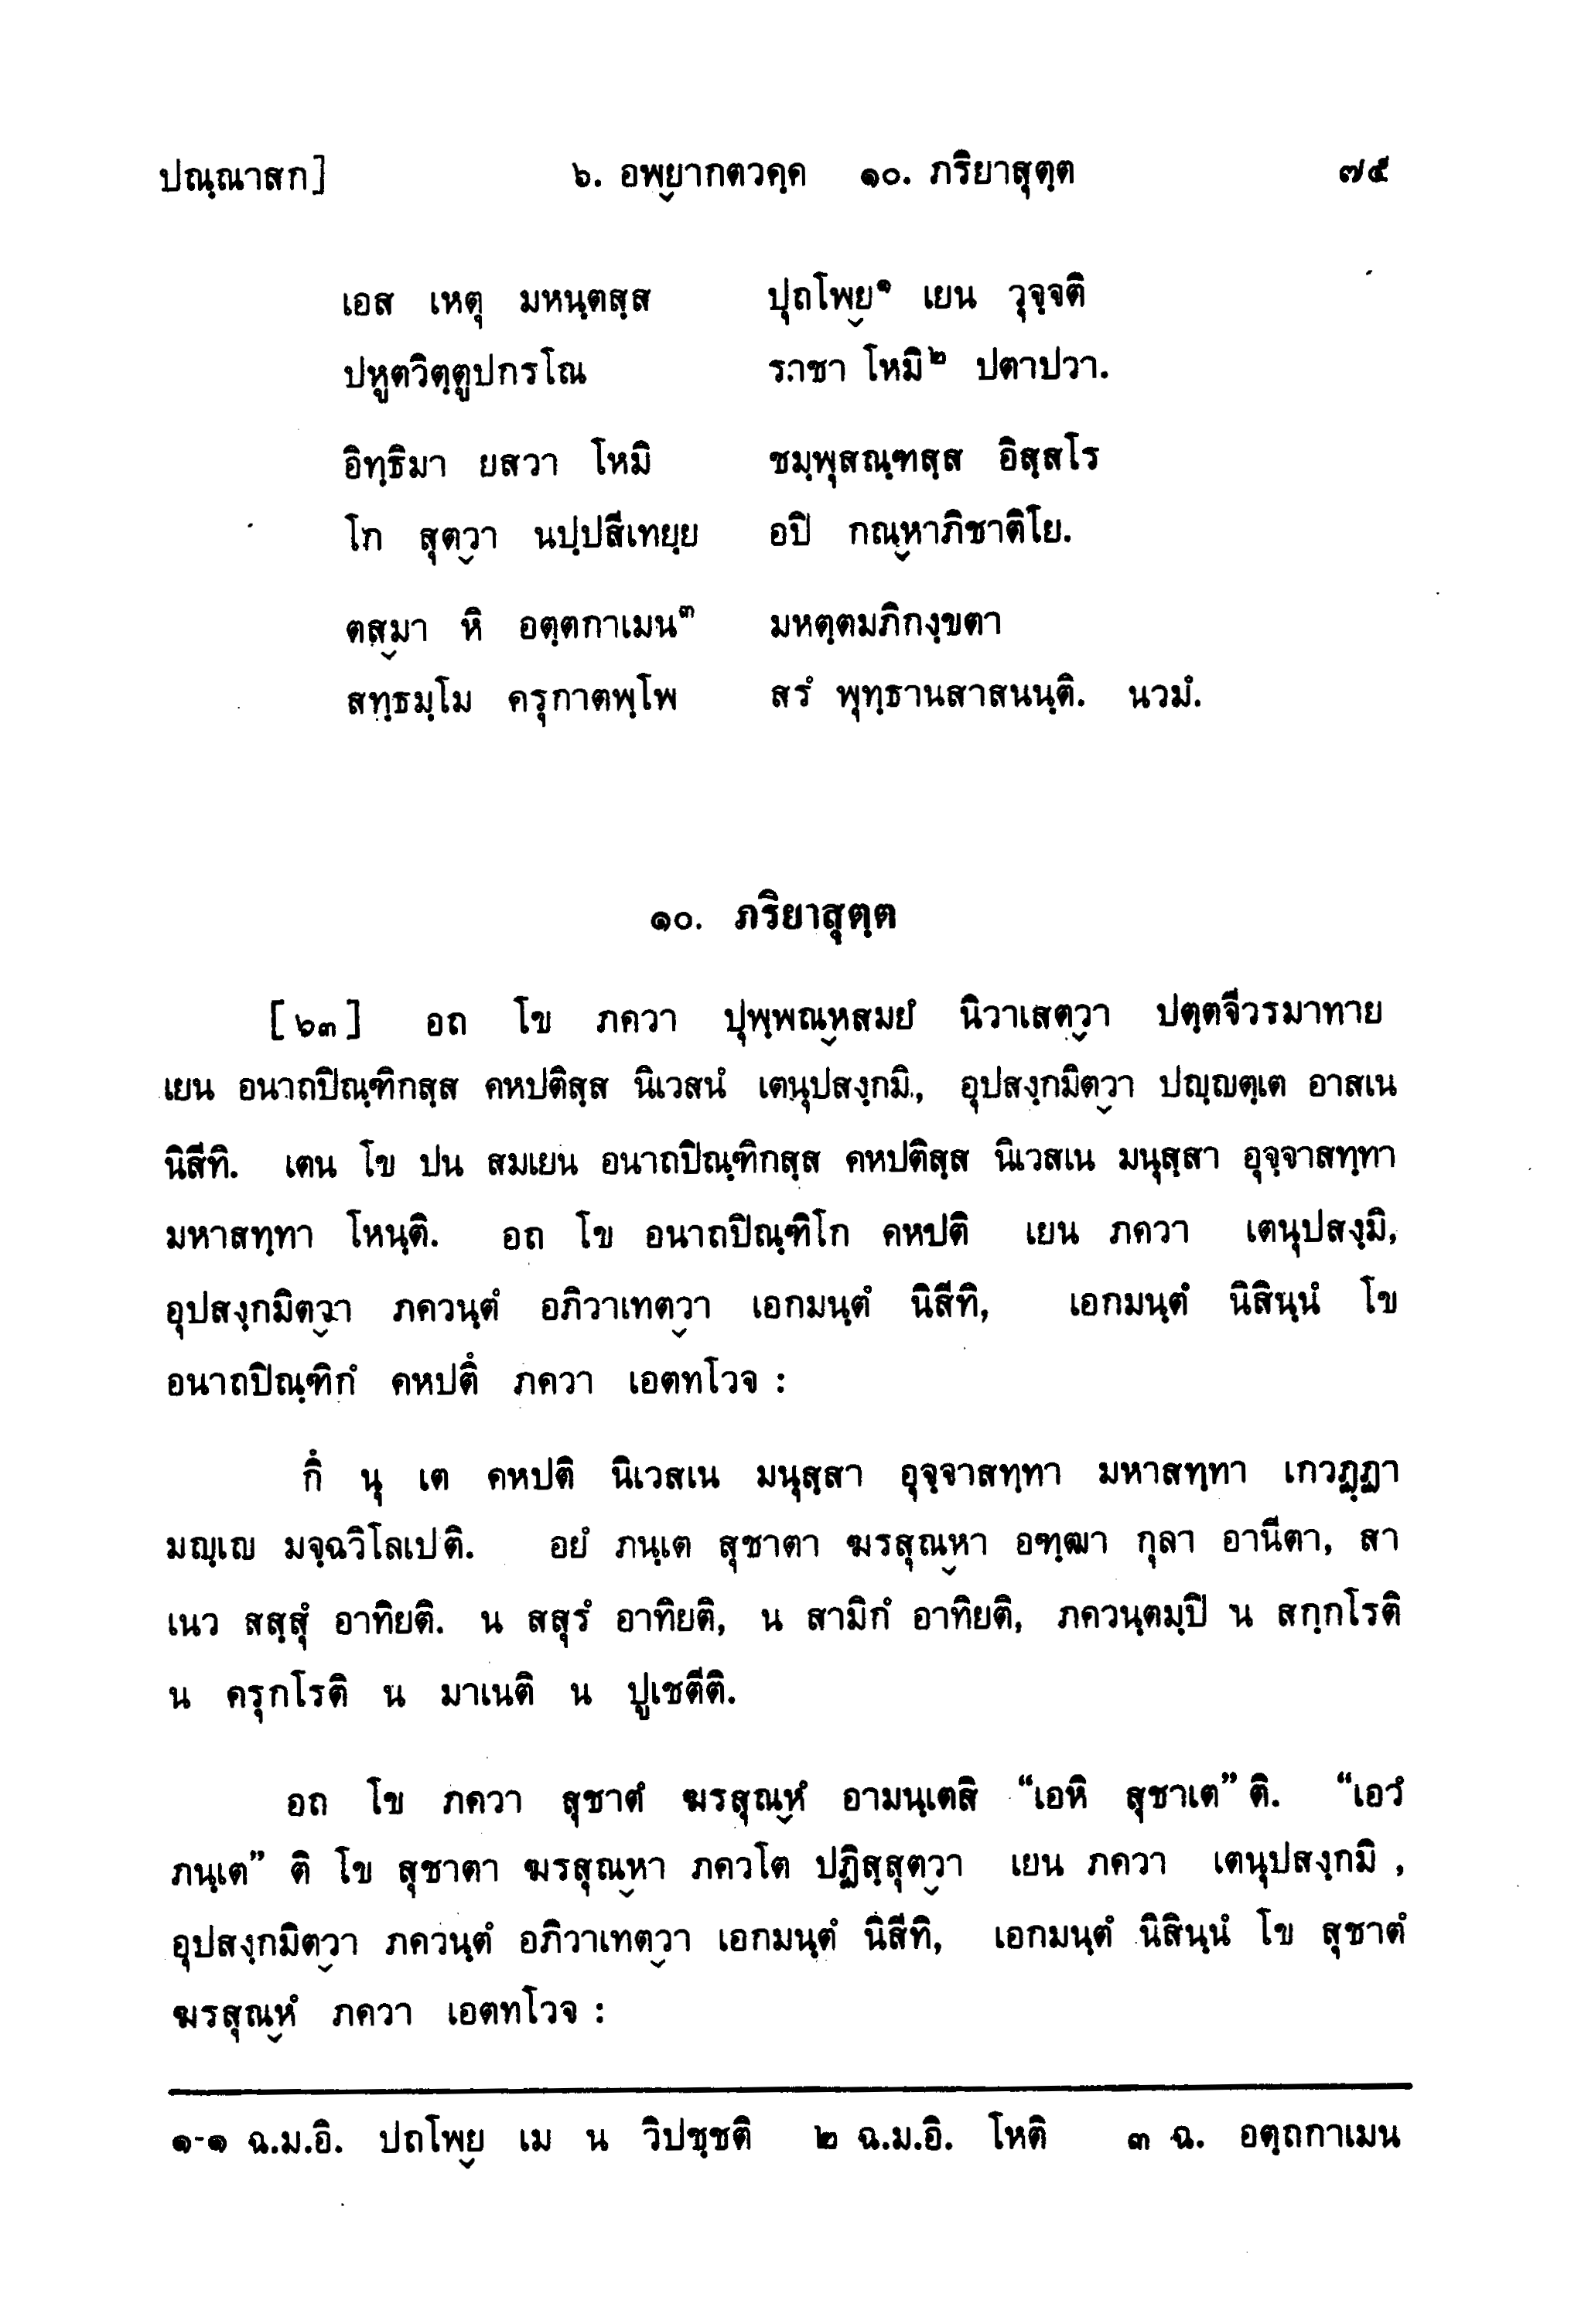 ปณฺณาสก]	๖. อพฺยากตวคฺค ๑๐. ภริยาสุตฺต	๗๕
เอส เหตุ มหนฺตสฺส	ปุถโพฺย๑ เยน วุจฺจติ
ปหูตวิตฺตูปกรโณ	ราชา โหมิ๒ ปตาปวา.
อิทฺธิมา ยสวา โหมิ	ชมฺพุสณฺฑสฺส อิสฺสโร
โก สุตฺวา นปฺปสีเทยฺย	อปิ กณฺหาภิชาติโย.
ตสฺมา หิ อตฺตกาเมน๓	มหตฺตมภิกงฺขตา
สทฺธมฺโม ครุกาตพฺโพ	สรํ พุทฺธานสาสนนฺติ. นวมํ.
๑๐. ภริยาสุตฺต
[๖๓] อถ โข ภควา ปุพฺพณฺหสมยํ นิวาเสตฺวา ปตฺตจีวรมาทาย
เยน อนาถปิณฺฑิกสฺส คหปติสฺส นิเวสนํ เตนุปสงฺกมิ, อุปสงฺกมิตฺวา ปญฺญตฺเต อาสเน
นิสีทิ. เตน โข ปน สมเยน อนาถปิณฺฑิกสฺส คหปติสฺส นิเวสเน มนุสฺสา อุจฺจาสทฺทา
มหาสทฺทา โหนฺติ. อถ โข อนาถปิณฺฑิโก คหปติ เยน ภควา เตนุปสงฺมิ,
อุปสงฺกมิตฺวา ภควนฺตํ อภิวาเทตฺวา เอกมนฺตํ นิสีทิ, เอกมนฺตํ นิสินฺนํ โข
อนาถปิณฺฑิกํ คหปตึ ภควา เอตทโวจ :
กึ นุ เต คหปติ นิเวสเน มนุสฺสา อุจฺจาสทฺทา มหาสทฺทา เกวฏฺฏา
มญฺเญ มจฺฉวิโลเปติ. อยํ ภนฺเต สุชาตา ฆรสุณฺหา อฑฺฒา กุลา อานีตา, สา
เนว สสฺสุํ อาทิยติ. น สสุรํ อาทิยติ, น สามิกํ อาทิยติ, ภควนฺตมฺปิ น สกฺกโรติ
น ครุกโรติ น มาเนติ น ปูเชตีติ.
อถ โข ภควา สุชาตํ ฆรสุณฺหํ อามนฺเตสิ “เอหิ สุชาเต” ติ. “เอวํ
ภนฺเต” ติ โข สุชาตา ฆรสุณฺหา ภควโต ปฏิสฺสุตฺวา เยน ภควา เตนุปสงฺกมิ ,
อุปสงฺกมิตฺวา ภควนฺตํ อภิวาเทตฺวา เอกมนฺตํ นิสีทิ, เอกมนฺตํ นิสินฺนํ โข สุชาตํ
ฆรสุณฺหํ ภควา เอตทโวจ :
๑-๑ ฉ.ม.อิ. ปถโพฺย เม น วิปชฺชติ ๒ ฉ.ม.อิ. โหติ ๓ ฉ. อตฺถกาเมน